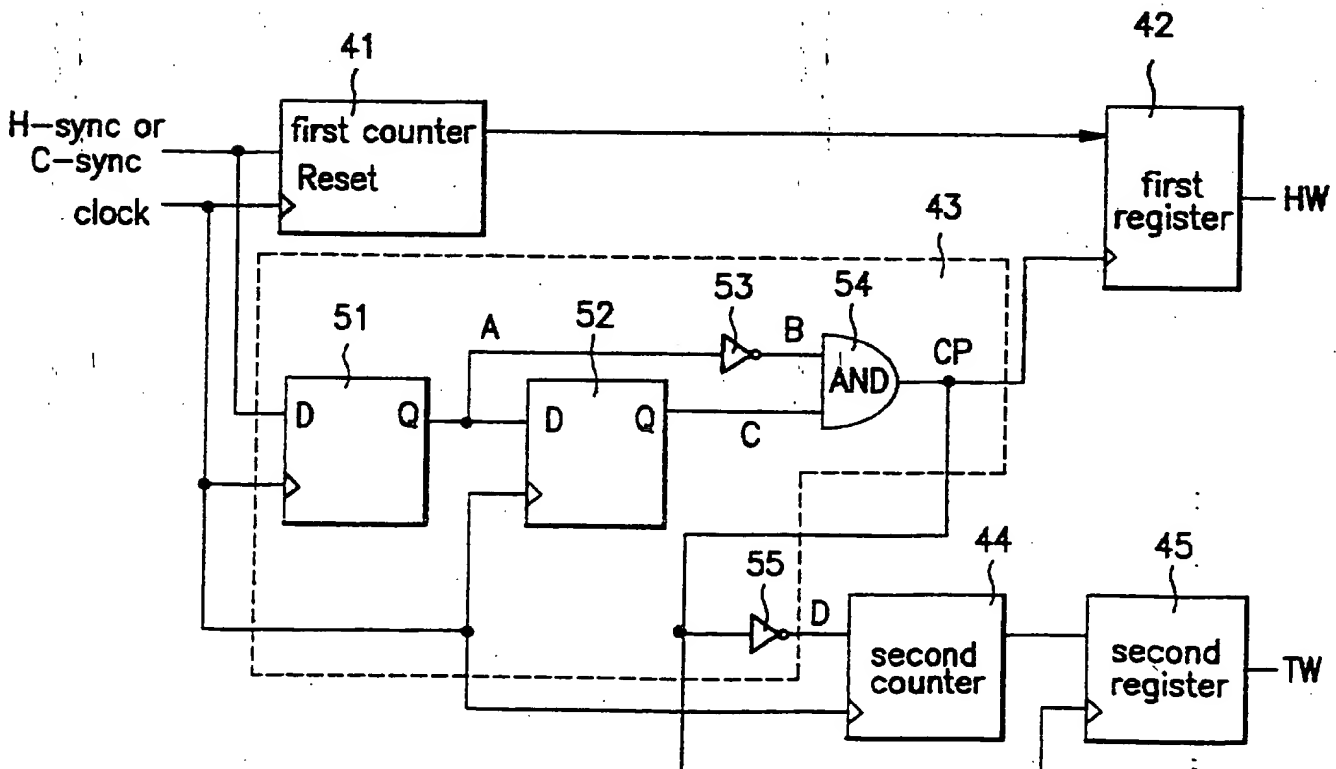 41
42
H-sync or
C-sync
clock
first counter
Reset
first
register
HW
43
51
A
52
53
B
54
AND
CP
D
Q
D
Q
C
55
D
44
second
counter
45
second
register
TW